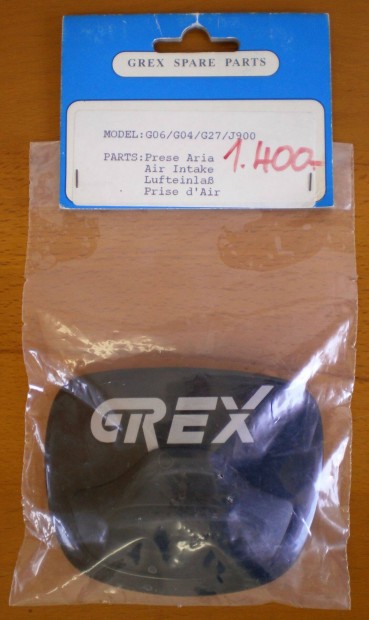 GREX SPARE PARTS
MODEL:G06/G04/G27/J900
PARTS:Prese Aria
Air Intake
Lufteinlaß
Prise d'Air
1.400.-
GREX